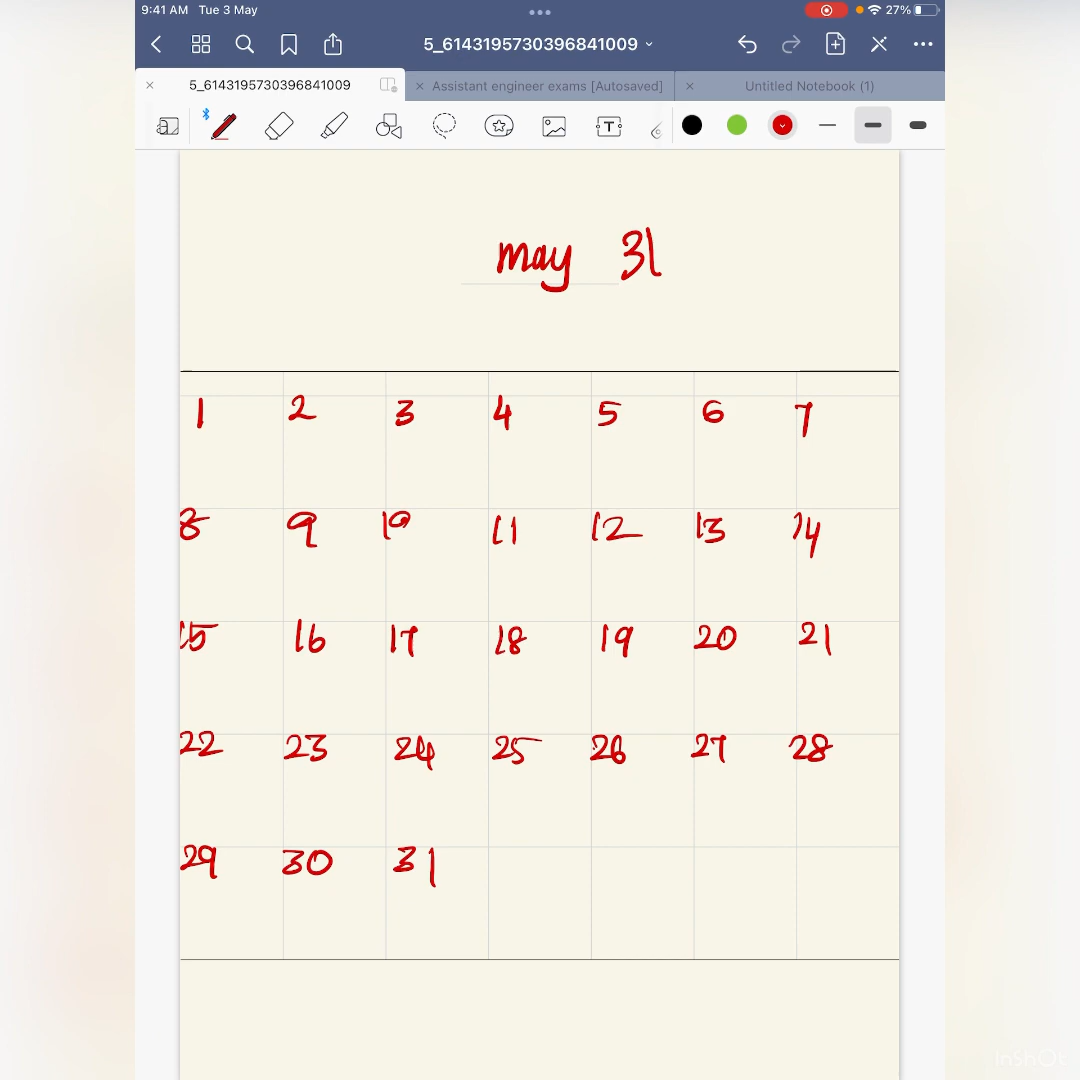 9:41 AM Tue 3 May 27%
5_6143195730396841009
5_6143195730396841009 Assistant engineer exams [Autosaved] Untitled Notebook (1)
may 31
1 2 3 4 5 6 7
8 9 10 11 12 13 14
15 16 17 18 19 20 21
22 23 24 25 26 27 28
29 30 31
InShOt